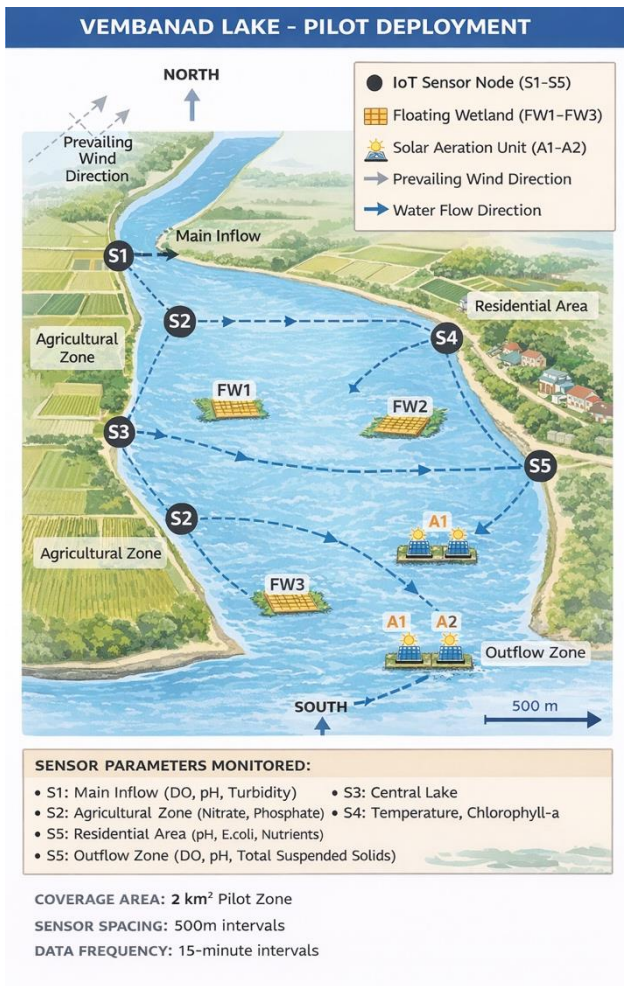 VEMBANAD LAKE – PILOT DEPLOYMENT
NORTH
Prevailing
Wind
Direction
IoT Sensor Node (S1–S5)
Floating Wetland (FW1–FW3)
Solar Aeration Unit (A1–A2)
Prevailing Wind Direction
Water Flow Direction
Main Inflow
S1
S2
Residential Area
S4
Agricultural
Zone
FW1
FW2
S3
S5
S2
A1
Agricultural Zone
FW3
A1
A2
Outflow Zone
SOUTH
500 m
SENSOR PARAMETERS MONITORED:
• S1: Main Inflow (DO, pH, Turbidity)
• S3: Central Lake
• S2: Agricultural Zone (Nitrate, Phosphate)
• S4: Temperature, Chlorophyll-a
• S5: Residential Area (pH, E.coli, Nutrients)
• S5: Outflow Zone (DO, pH, Total Suspended Solids)
COVERAGE AREA: 2 km² Pilot Zone
SENSOR SPACING: 500m intervals
DATA FREQUENCY: 15-minute intervals